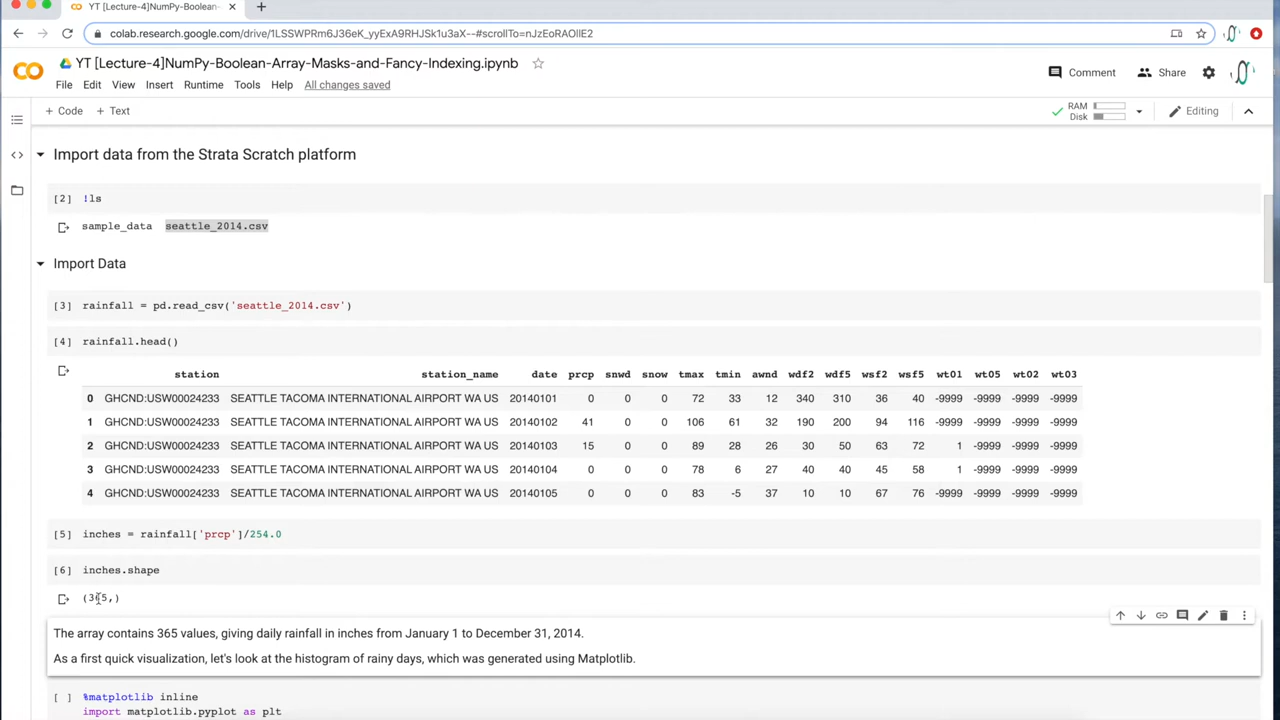 YT [Lecture-4]NumPy-Boolean-
colab.research.google.com/drive/1LSSWPRm6J36eK_yyExA9RHJSk1u3aX--#scrollTo=nJzEoRAOllE2
YT [Lecture-4]NumPy-Boolean-Array-Masks-and-Fancy-Indexing.ipynb
Comment Share
File Edit View Insert Runtime Tools Help All changes saved
+ Code + Text
RAM
Disk
Editing
Import data from the Strata Scratch platform
[2] !ls
sample_data seattle_2014.csv
Import Data
[3] rainfall = pd.read_csv('seattle_2014.csv')
[4] rainfall.head()
station station_name date prcp snwd snow tmax tmin awnd wdf2 wdf5 wsf2 wsf5 wt01 wt05 wt02 wt03
0 GHCND:USW00024233 SEATTLE TACOMA INTERNATIONAL AIRPORT WA US 20140101 0 0 0 72 33 12 340 310 36 40 -9999 -9999 -9999 -9999
1 GHCND:USW00024233 SEATTLE TACOMA INTERNATIONAL AIRPORT WA US 20140102 41 0 0 106 61 32 190 200 94 116 -9999 -9999 -9999 -9999
2 GHCND:USW00024233 SEATTLE TACOMA INTERNATIONAL AIRPORT WA US 20140103 15 0 0 89 28 26 30 50 63 72 1 -9999 -9999 -9999
3 GHCND:USW00024233 SEATTLE TACOMA INTERNATIONAL AIRPORT WA US 20140104 0 0 0 78 6 27 40 40 45 58 1 -9999 -9999 -9999
4 GHCND:USW00024233 SEATTLE TACOMA INTERNATIONAL AIRPORT WA US 20140105 0 0 0 83 -5 37 10 10 67 76 -9999 -9999 -9999 -9999
[5] inches = rainfall['prcp']/254.0
[6] inches.shape
(365,)
The array contains 365 values, giving daily rainfall in inches from January 1 to December 31, 2014.
As a first quick visualization, let's look at the histogram of rainy days, which was generated using Matplotlib.
[ ] %matplotlib inline
import matplotlib.pyplot as plt